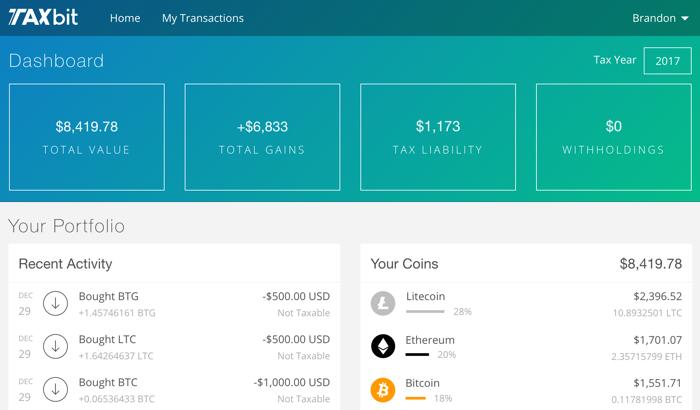 TAXbit Home My Transactions Brandon
Dashboard Tax Year 2017
$8,419.78 +$6,833 $1,173 $0
TOTAL VALUE TOTAL GAINS TAX LIABILITY WITHHOLDINGS
Your Portfolio
Recent Activity
DEC 29 Bought BTG -$500.00 USD
+1.45746161 BTG Not Taxable
DEC 29 Bought LTC -$500.00 USD
+1.64264637 LTC Not Taxable
DEC 29 Bought BTC -$1,000.00 USD
+0.06536433 BTC Not Taxable
Your Coins $8,419.78
Litecoin $2,396.52
28% 10.8932501 LTC
Ethereum $1,701.07
20% 2.35715799 ETH
Bitcoin $1,551.71
18% 0.11781998 BTC